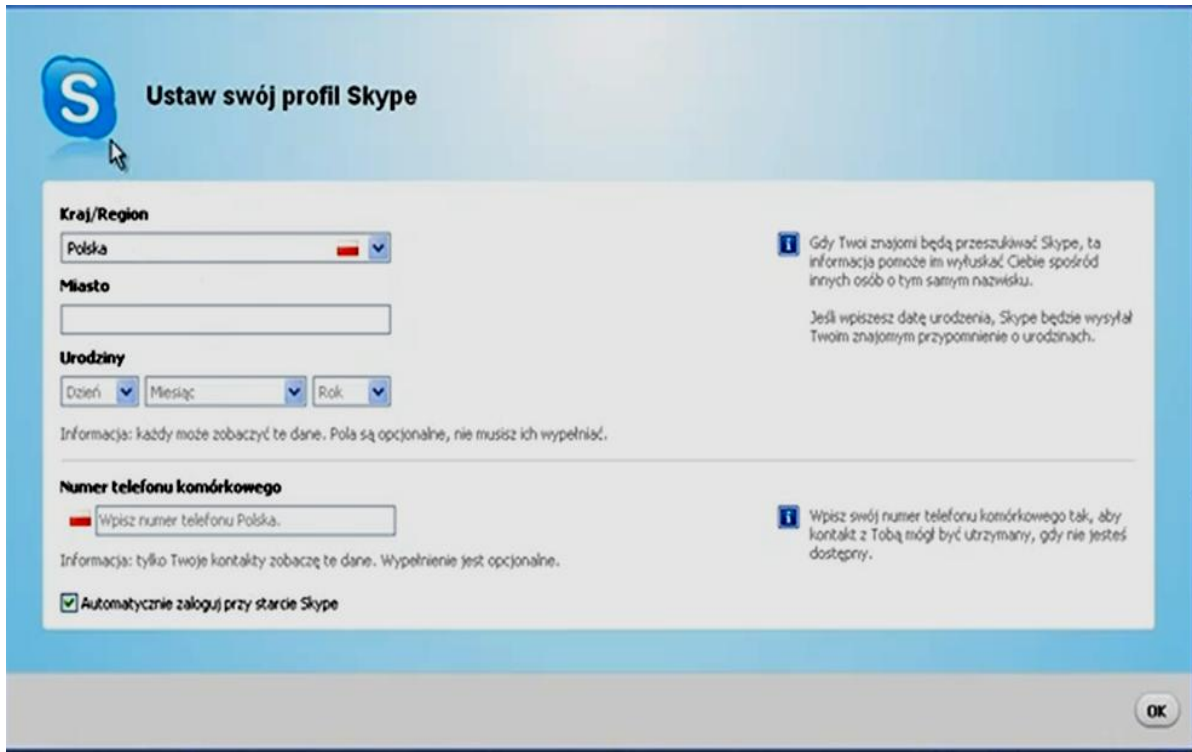 S
Ustaw swój profil Skype
Kraj/Region
Polska
Miasto
Urodziny
Dzień Miesiąc Rok
Informacja: każdy może zobaczyć te dane. Pola są opcjonalne, nie musisz ich wypełniać.
Gdy Twoi znajomi będą przeszukiwać Skype, ta
informacja pomoże im wyłuskać Ciebie spośród
innych osób o tym samym nazwisku.
Jeśli wpiszesz datę urodzenia, Skype będzie wysyłał
Twoim znajomym przypomnienie o urodzinach.
Numer telefonu komórkowego
Wpisz numer telefonu Polska.
Informacja: tylko Twoje kontakty zobaczę te dane. Wypełnienie jest opcjonalne.
Wpisz swój numer telefonu komórkowego tak, aby
kontakt z Tobą mógł być utrzymany, gdy nie jesteś
dostępny.
Automatycznie zaloguj przy starcie Skype
OK